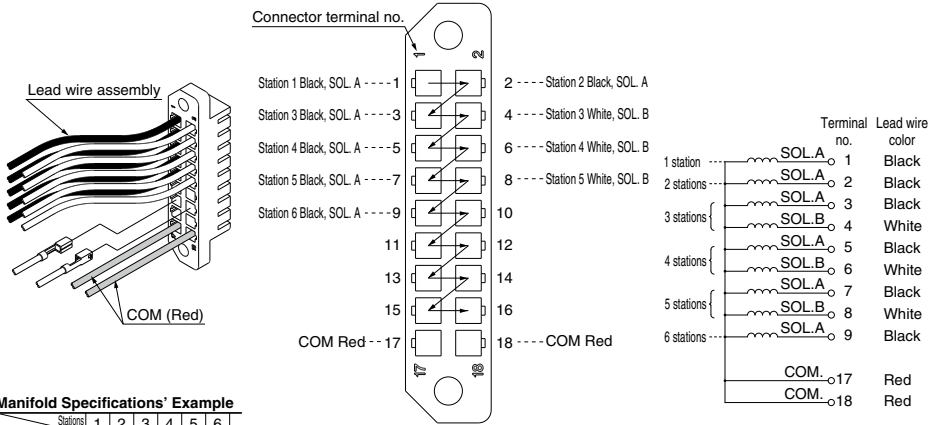 Connector terminal no.
1
2
Lead wire assembly
COM (Red)
Station 1 Black, SOL. A 1
2 Station 2 Black, SOL. A
Station 3 Black, SOL. A 3
4 Station 3 White, SOL. B
Station 4 Black, SOL. A 5
6 Station 4 White, SOL. B
Station 5 Black, SOL. A 7
8 Station 5 White, SOL. B
Station 6 Black, SOL. A 9
10
11
12
13
14
15
16
COM Red 17
18 COM Red
17
18
Terminal no. Lead wire color
1 station SOL.A 1 Black
2 stations SOL.A 2 Black
3 stations SOL.A 3 Black
SOL.B 4 White
4 stations SOL.A 5 Black
SOL.B 6 White
5 stations SOL.A 7 Black
SOL.B 8 White
6 stations SOL.A 9 Black
COM. 17 Red
COM. 18 Red
Manifold Specifications' Example
Stations 1 2 3 4 5 6